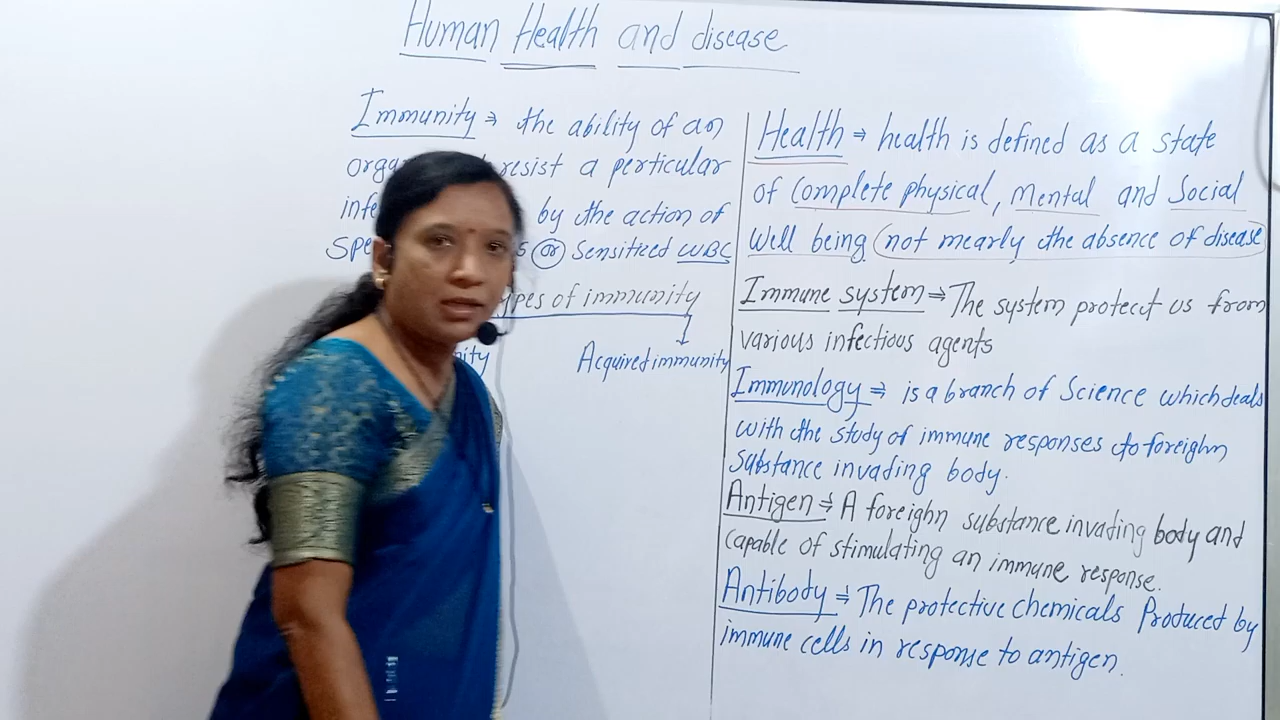 Human Health and disease
Immunity ⇒ the ability of an
resist a perticular
by the action of
or Sensitized WBC
of immunity
Acquired immunity
Health ⇒ health is defined as a state
of Complete physical, Mental and Social
Well being (not mearly the absence of disease)
Immune system ⇒ The system protect us from
various infectious agents
Immunology ⇒ is a branch of Science which deals
with the study of immune responses to foreighn
substance invading body.
Antigen ⇒ A foreighn substance invading body and
capable of stimulating an immune response.
Antibody ⇒ The protective chemicals Produced by
immune cells in response to antigen.